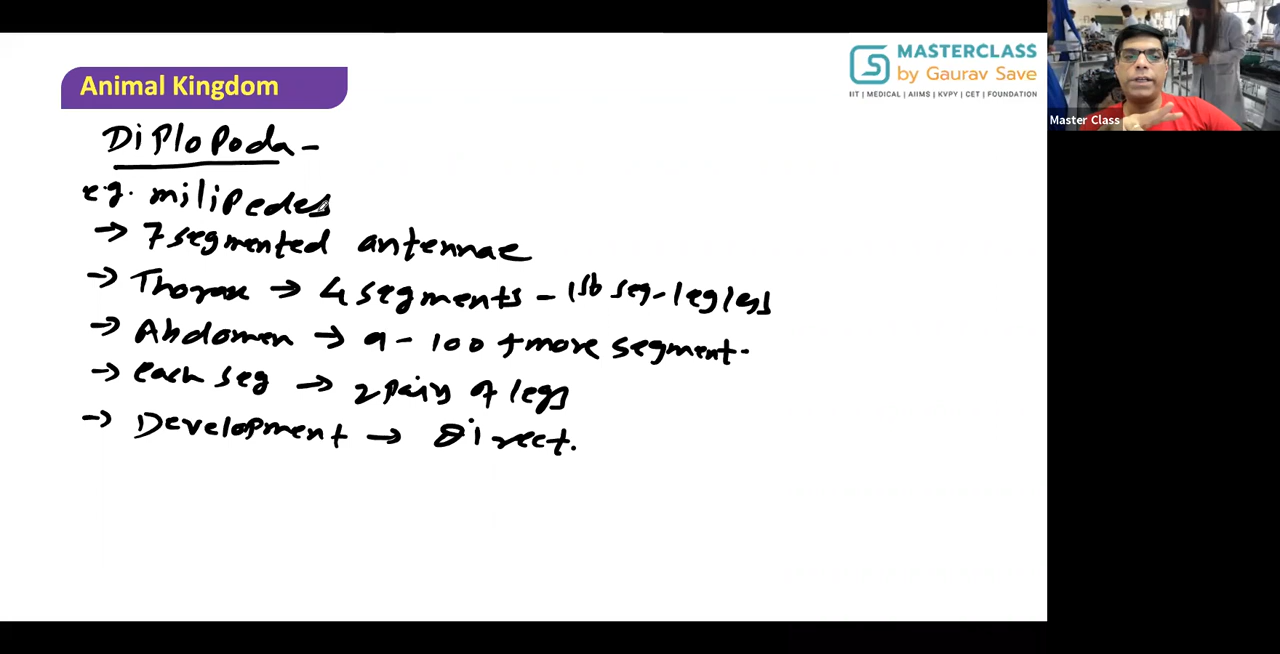 MASTERCLASS
by Gaurav Save
IIT | MEDICAL | AIIMS | KVPY | CET | FOUNDATION
Master Class
Animal Kingdom
Diplopoda -
e.g. milipedes
→ 7 segmented antennae
→ Thorax → 4 segments - 1st seg - legless
→ Abdomen → 9 - 100 + more segment.
→ each seg → 2 pairs of legs
→ Development → Direct.